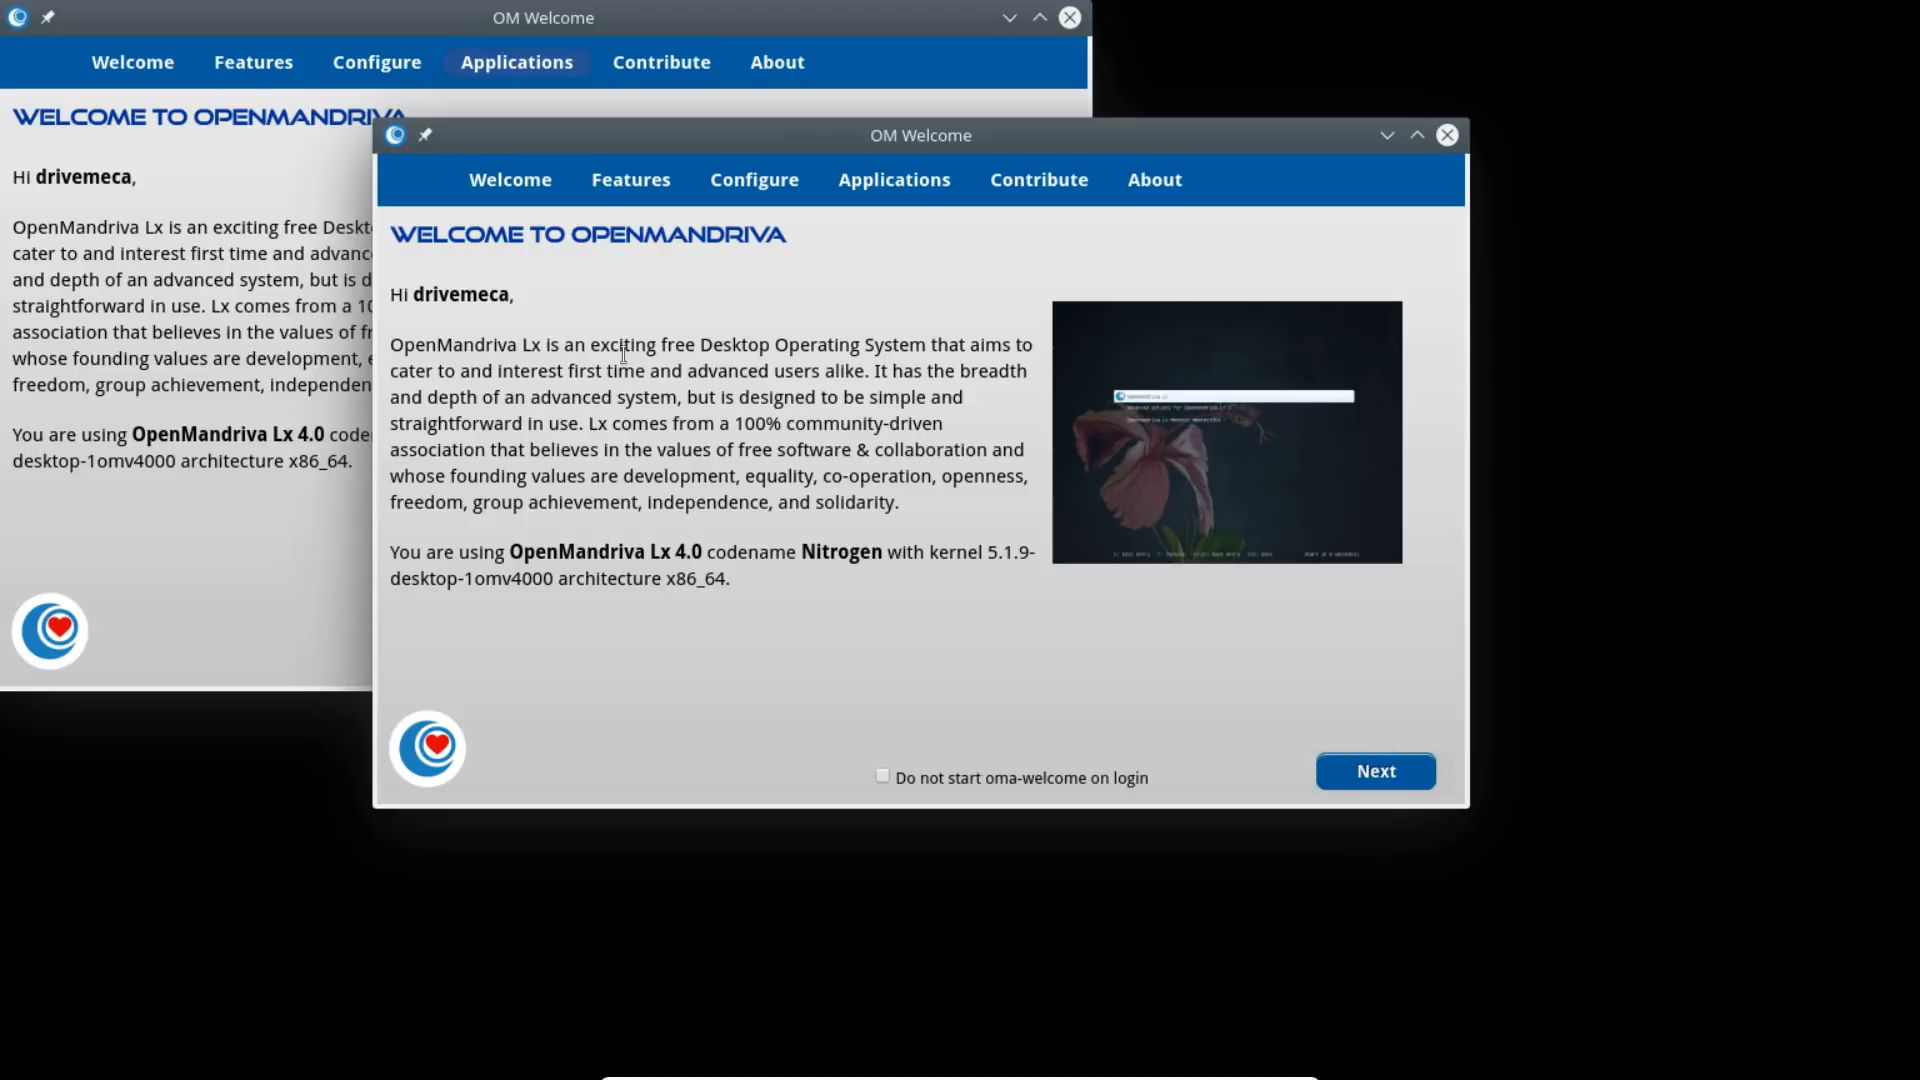 OM Welcome
Welcome Features Configure Applications Contribute About
WELCOME TO OPENMANDRIVA
Hi drivemeca,
OpenMandriva Lx is an exciting free Deskt
cater to and interest first time and advanc
and depth of an advanced system, but is d
straightforward in use. Lx comes from a 10
association that believes in the values of fr
whose founding values are development, e
freedom, group achievement, independen
You are using OpenMandriva Lx 4.0 code
desktop-1omv4000 architecture x86_64.
OM Welcome
Welcome Features Configure Applications Contribute About
WELCOME TO OPENMANDRIVA
Hi drivemeca,
OpenMandriva Lx is an exciting free Desktop Operating System that aims to
cater to and interest first time and advanced users alike. It has the breadth
and depth of an advanced system, but is designed to be simple and
straightforward in use. Lx comes from a 100% community-driven
association that believes in the values of free software & collaboration and
whose founding values are development, equality, co-operation, openness,
freedom, group achievement, independence, and solidarity.
You are using OpenMandriva Lx 4.0 codename Nitrogen with kernel 5.1.9-
desktop-1omv4000 architecture x86_64.
Do not start oma-welcome on login
Next